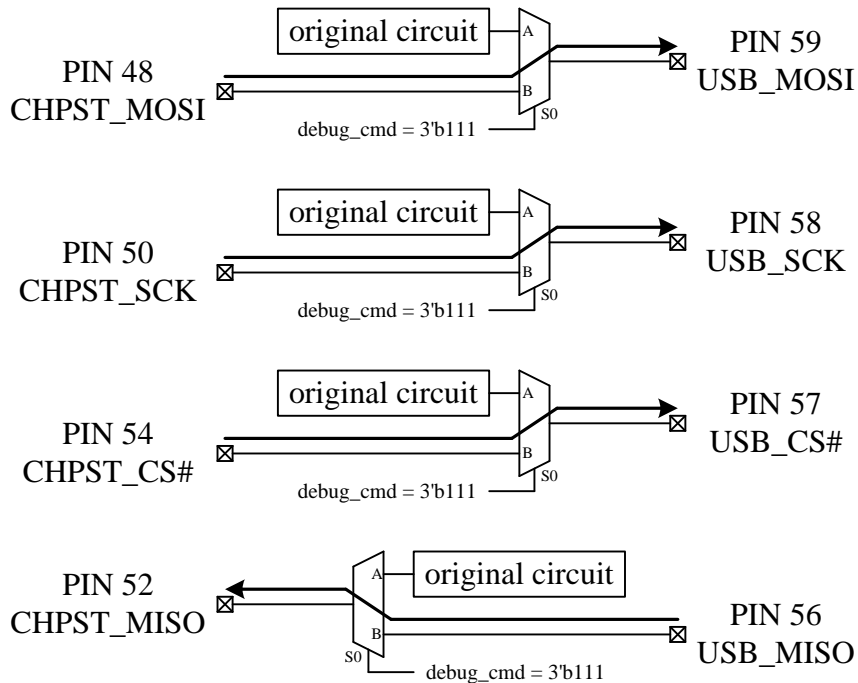 original circuit
A
PIN 48
CHPST_MOSI
B
S0
debug_cmd = 3'b111
PIN 59
USB_MOSI
original circuit
A
PIN 50
CHPST_SCK
B
S0
debug_cmd = 3'b111
PIN 58
USB_SCK
original circuit
A
PIN 54
CHPST_CS#
B
S0
debug_cmd = 3'b111
PIN 57
USB_CS#
PIN 52
CHPST_MISO
A
original circuit
B
S0
debug_cmd = 3'b111
PIN 56
USB_MISO